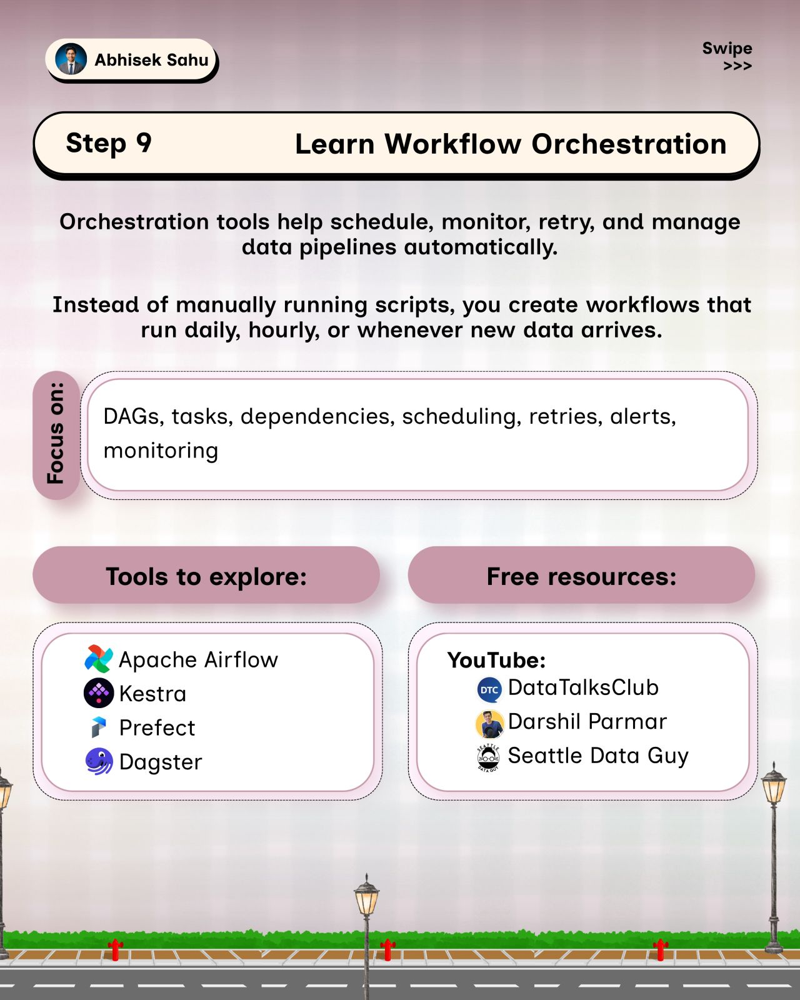 Abhisek Sahu
Swipe
>>>
Step 9
Learn Workflow Orchestration
Orchestration tools help schedule, monitor, retry, and manage
data pipelines automatically.
Instead of manually running scripts, you create workflows that
run daily, hourly, or whenever new data arrives.
Focus on:
DAGs, tasks, dependencies, scheduling, retries, alerts,
monitoring
Tools to explore:
Apache Airflow
Kestra
Prefect
Dagster
Free resources:
YouTube:
DTC DataTalksClub
Darshil Parmar
SEATTLE
DATA GUY
Seattle Data Guy